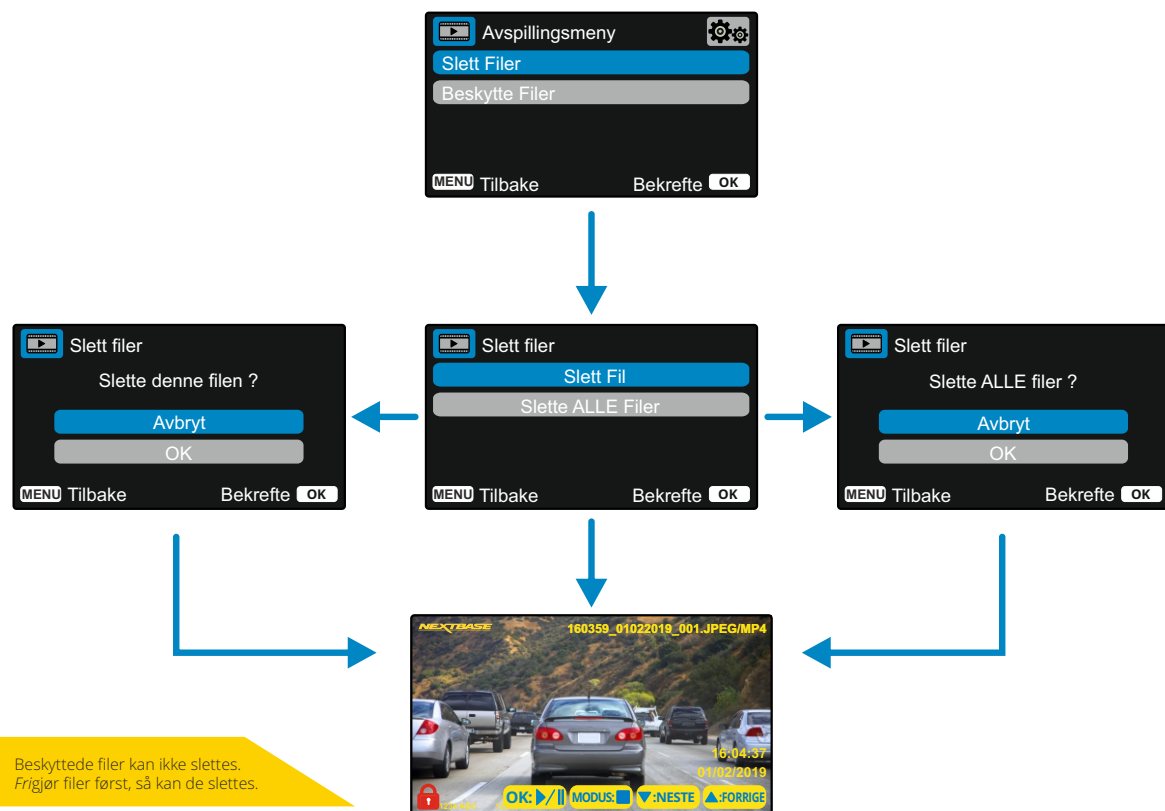 Avspillingsmeny
Slett Filer
Beskytte Filer
MENU Tilbake Bekrefte OK
Slett filer
Slette denne filen ?
Avbryt
OK
MENU Tilbake Bekrefte OK
Slett filer
Slett Fil
Slette ALLE Filer
MENU Tilbake Bekrefte OK
Slett filer
Slette ALLE filer ?
Avbryt
OK
MENU Tilbake Bekrefte OK
NEXTBASE 160359_01022019_001.JPEG/MP4
16:04:37
01/02/2019
OK: MODUS: :NESTE :FORRIGE
Beskyttede filer kan ikke slettes.
Frigjør filer først, så kan de slettes.